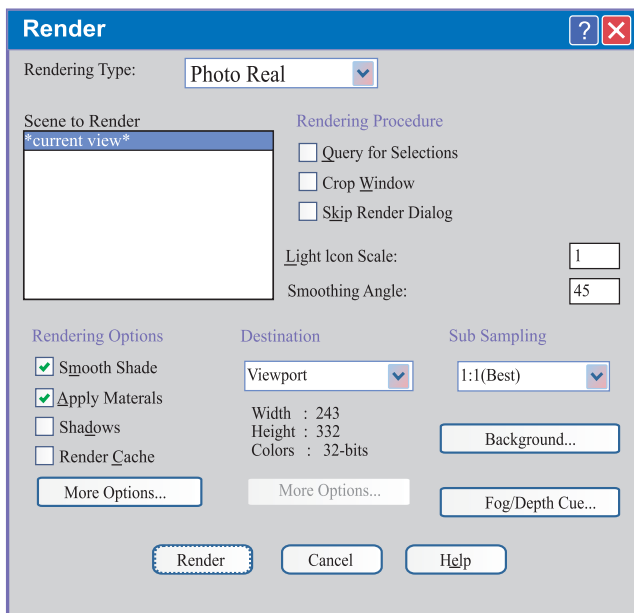 Render
?
Rendering Type: Photo Real
Scene to Render
*current view*
Rendering Procedure
Query for Selections
Crop Window
Skip Render Dialog
Light lcon Scale: 1
Smoothing Angle: 45
Rendering Options
Smooth Shade
Apply Materals
Shadows
Render Cache
More Options...
Destination
Viewport
Width : 243
Height : 332
Colors : 32-bits
More Options...
Sub Sampling
1:1(Best)
Background...
Fog/Depth Cue...
Render Cancel Help